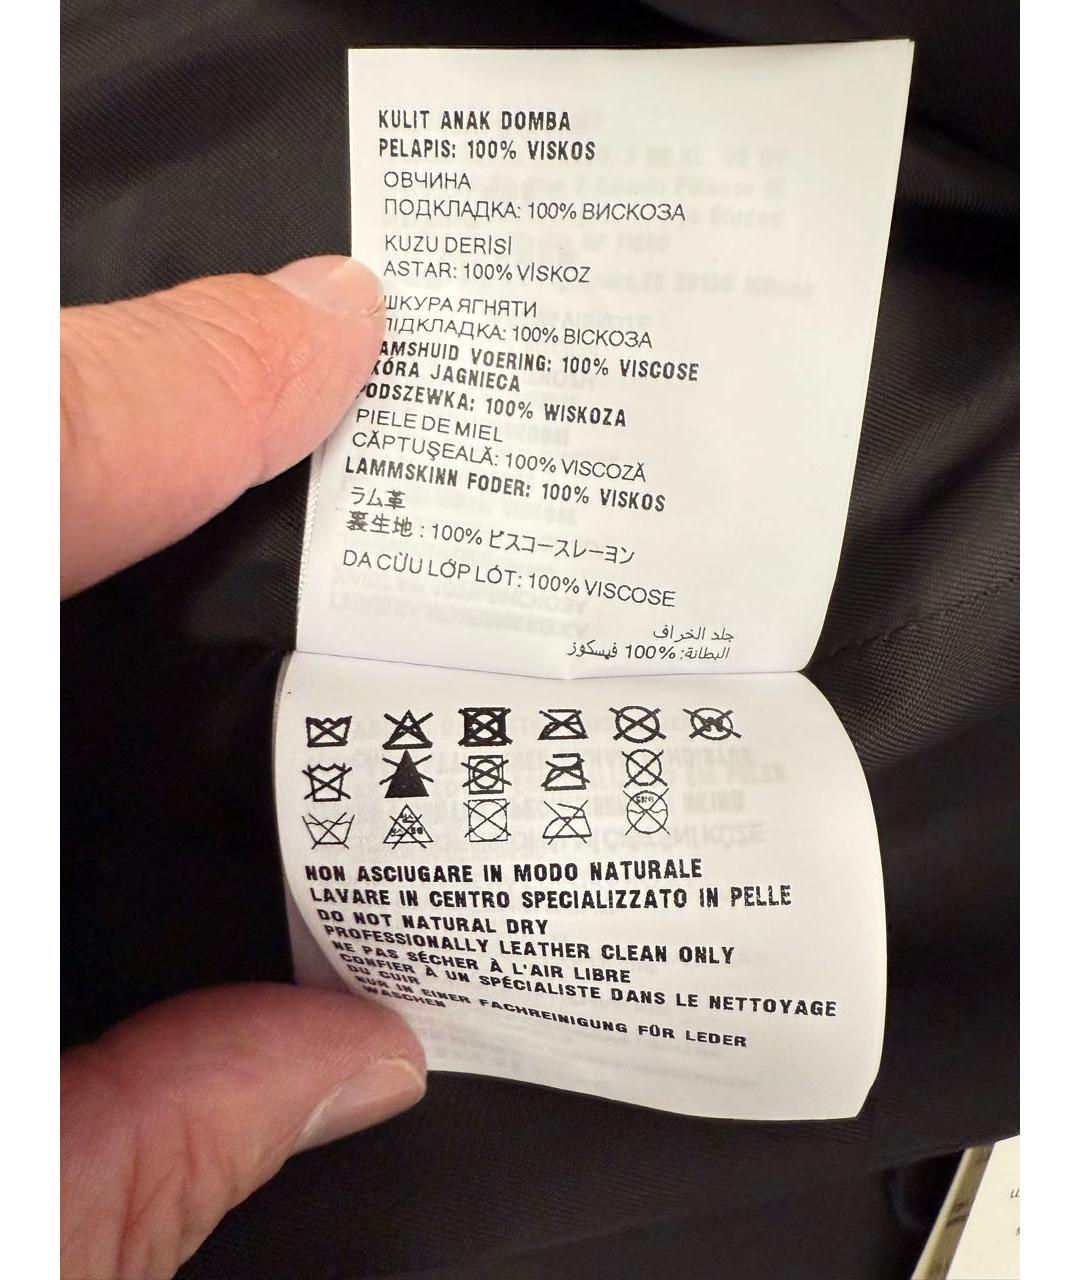 KULIT ANAK DOMBA
PELAPIS: 100% VISKOS
ОВЧИНА
ПОДКЛАДКА: 100% ВИСКОЗА
KUZU DERİSİ
ASTAR: 100% VİSKOZ
ШКУРА ЯГНЯТИ
ПІДКЛАДКА: 100% ВІСКОЗА
AMSHUID VOERING: 100% VISCOSE
KÓRA JAGNIECA
PODSZEWKA: 100% WISKOZA
PIELE DE MIEL
CĂPTUŞEALĂ: 100% VISCOZĂ
LAMMSKINN FODER: 100% VISKOS
ラム革
裏生地 : 100% ビスコースレーヨン
DA CỪU LỚP LÓT: 100% VISCOSE
جلد الخراف
البطانة: %100 فيسكوز
NON ASCIUGARE IN MODO NATURALE
LAVARE IN CENTRO SPECIALIZZATO IN PELLE
DO NOT NATURAL DRY
PROFESSIONALLY LEATHER CLEAN ONLY
NE PAS SÉCHER À L'AIR LIBRE
CONFIER À UN SPÉCIALISTE DANS LE NETTOYAGE
DU CUIR
NUR IN EINER FACHREINIGUNG FÜR LEDER
WASCHEN